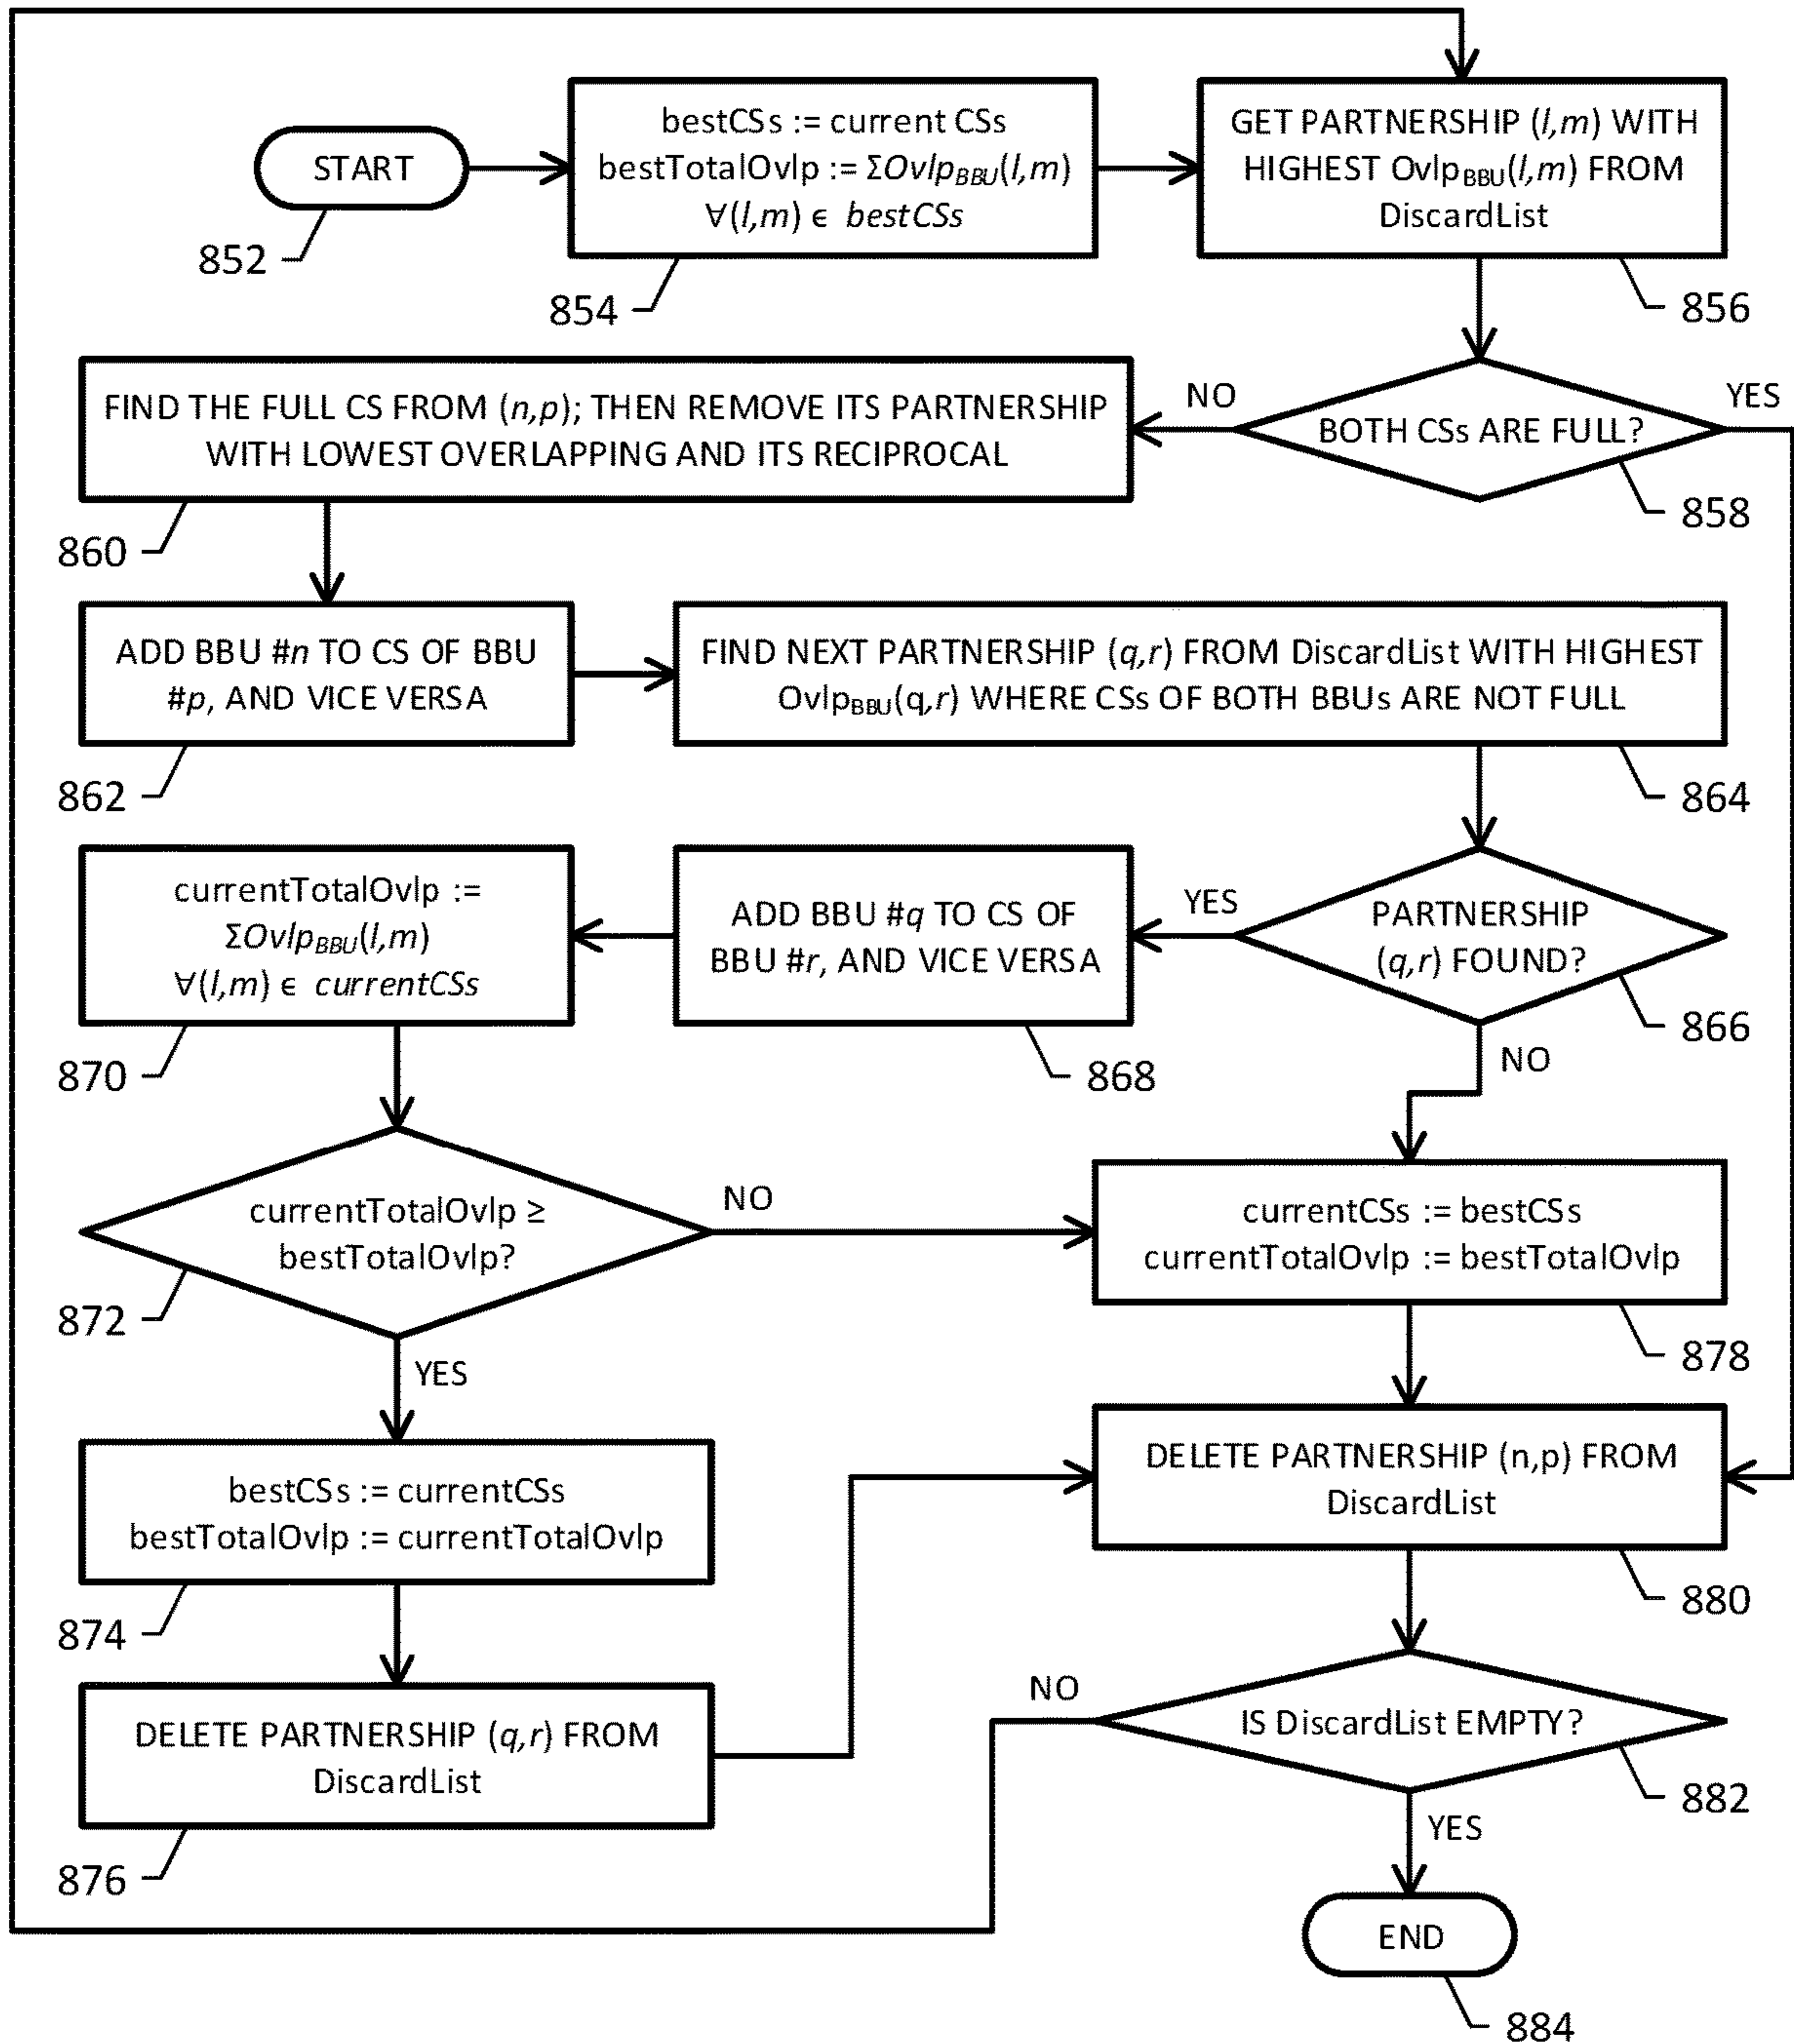 START
852
bestCSs := current CSs
bestTotalOvlp := ΣOvlpBBU(l,m)
∀(l,m) ϵ bestCSs
854
GET PARTNERSHIP (l,m) WITH
HIGHEST OvlpBBU(l,m) FROM
DiscardList
856
BOTH CSs ARE FULL?
NO
YES
858
FIND THE FULL CS FROM (n,p); THEN REMOVE ITS PARTNERSHIP
WITH LOWEST OVERLAPPING AND ITS RECIPROCAL
860
ADD BBU #n TO CS OF BBU
#p, AND VICE VERSA
862
FIND NEXT PARTNERSHIP (q,r) FROM DiscardList WITH HIGHEST
OvlpBBU(q,r) WHERE CSs OF BOTH BBUs ARE NOT FULL
864
PARTNERSHIP
(q,r) FOUND?
YES
NO
866
ADD BBU #q TO CS OF
BBU #r, AND VICE VERSA
868
currentTotalOvlp :=
ΣOvlpBBU(l,m)
∀(l,m) ϵ currentCSs
870
currentTotalOvlp ≥
bestTotalOvlp?
NO
YES
872
bestCSs := currentCSs
bestTotalOvlp := currentTotalOvlp
874
DELETE PARTNERSHIP (q,r) FROM
DiscardList
876
currentCSs := bestCSs
currentTotalOvlp := bestTotalOvlp
878
DELETE PARTNERSHIP (n,p) FROM
DiscardList
880
IS DiscardList EMPTY?
NO
YES
882
END
884